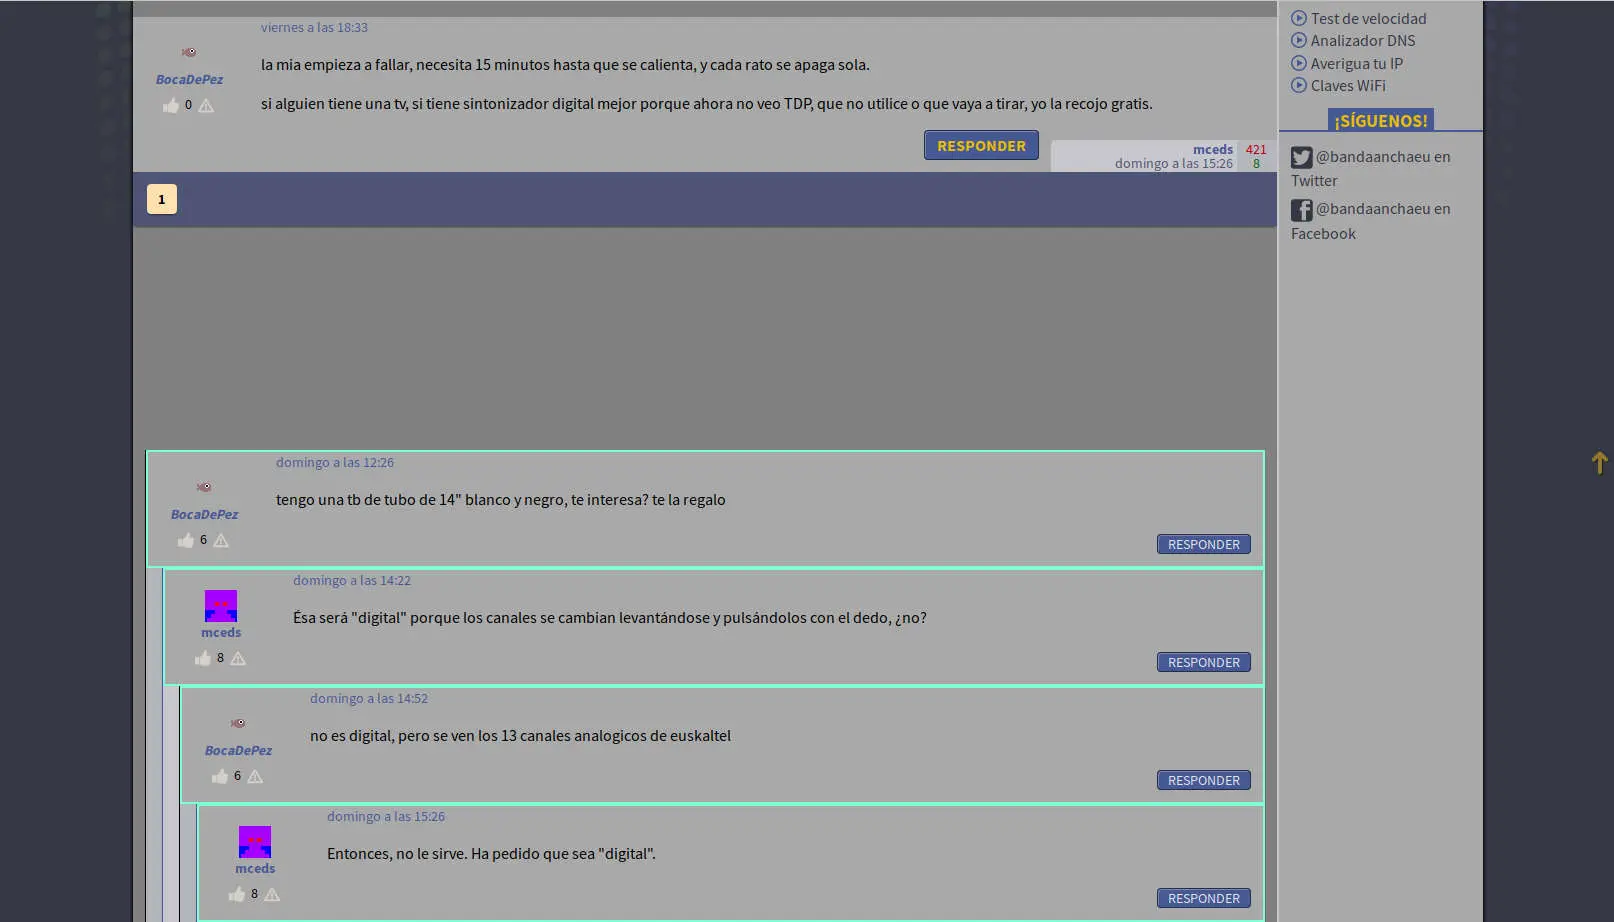 viernes a las 18:33
BocaDePez
0
la mia empieza a fallar, necesita 15 minutos hasta que se calienta, y cada rato se apaga sola.
si alguien tiene una tv, si tiene sintonizador digital mejor porque ahora no veo TDP, que no utilice o que vaya a tirar, yo la recojo gratis.
RESPONDER
mceds 421
domingo a las 15:26 8
1
domingo a las 12:26
BocaDePez
6
tengo una tb de tubo de 14" blanco y negro, te interesa? te la regalo
RESPONDER
domingo a las 14:22
mceds
8
Ésa será "digital" porque los canales se cambian levantándose y pulsándolos con el dedo, ¿no?
RESPONDER
domingo a las 14:52
BocaDePez
6
no es digital, pero se ven los 13 canales analogicos de euskaltel
RESPONDER
domingo a las 15:26
mceds
8
Entonces, no le sirve. Ha pedido que sea "digital".
RESPONDER
Test de velocidad
Analizador DNS
Averigua tu IP
Claves WiFi
¡SÍGUENOS!
@bandaanchaeu en
Twitter
@bandaanchaeu en
Facebook